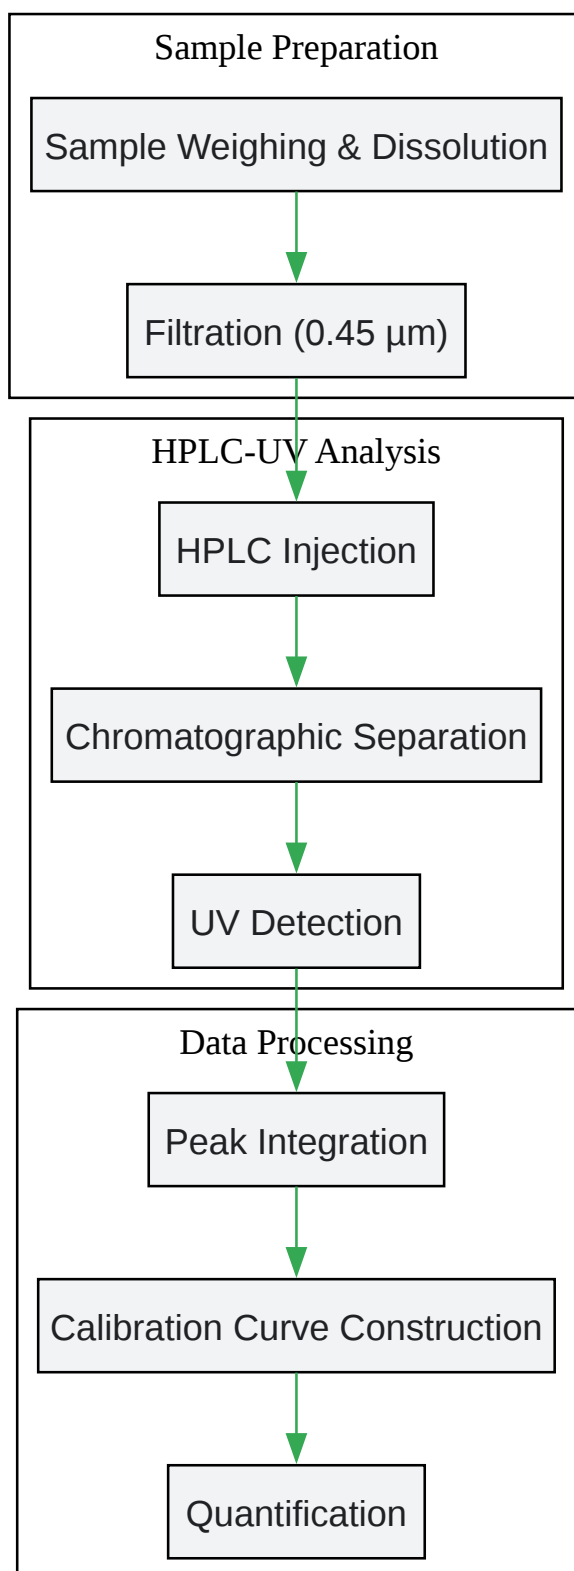 Sample Preparation
Sample Weighing & Dissolution
Filtration (0.45 µm)
HPLC-UV Analysis
HPLC Injection
Chromatographic Separation
UV Detection
Data Processing
Peak Integration
Calibration Curve Construction
Quantification